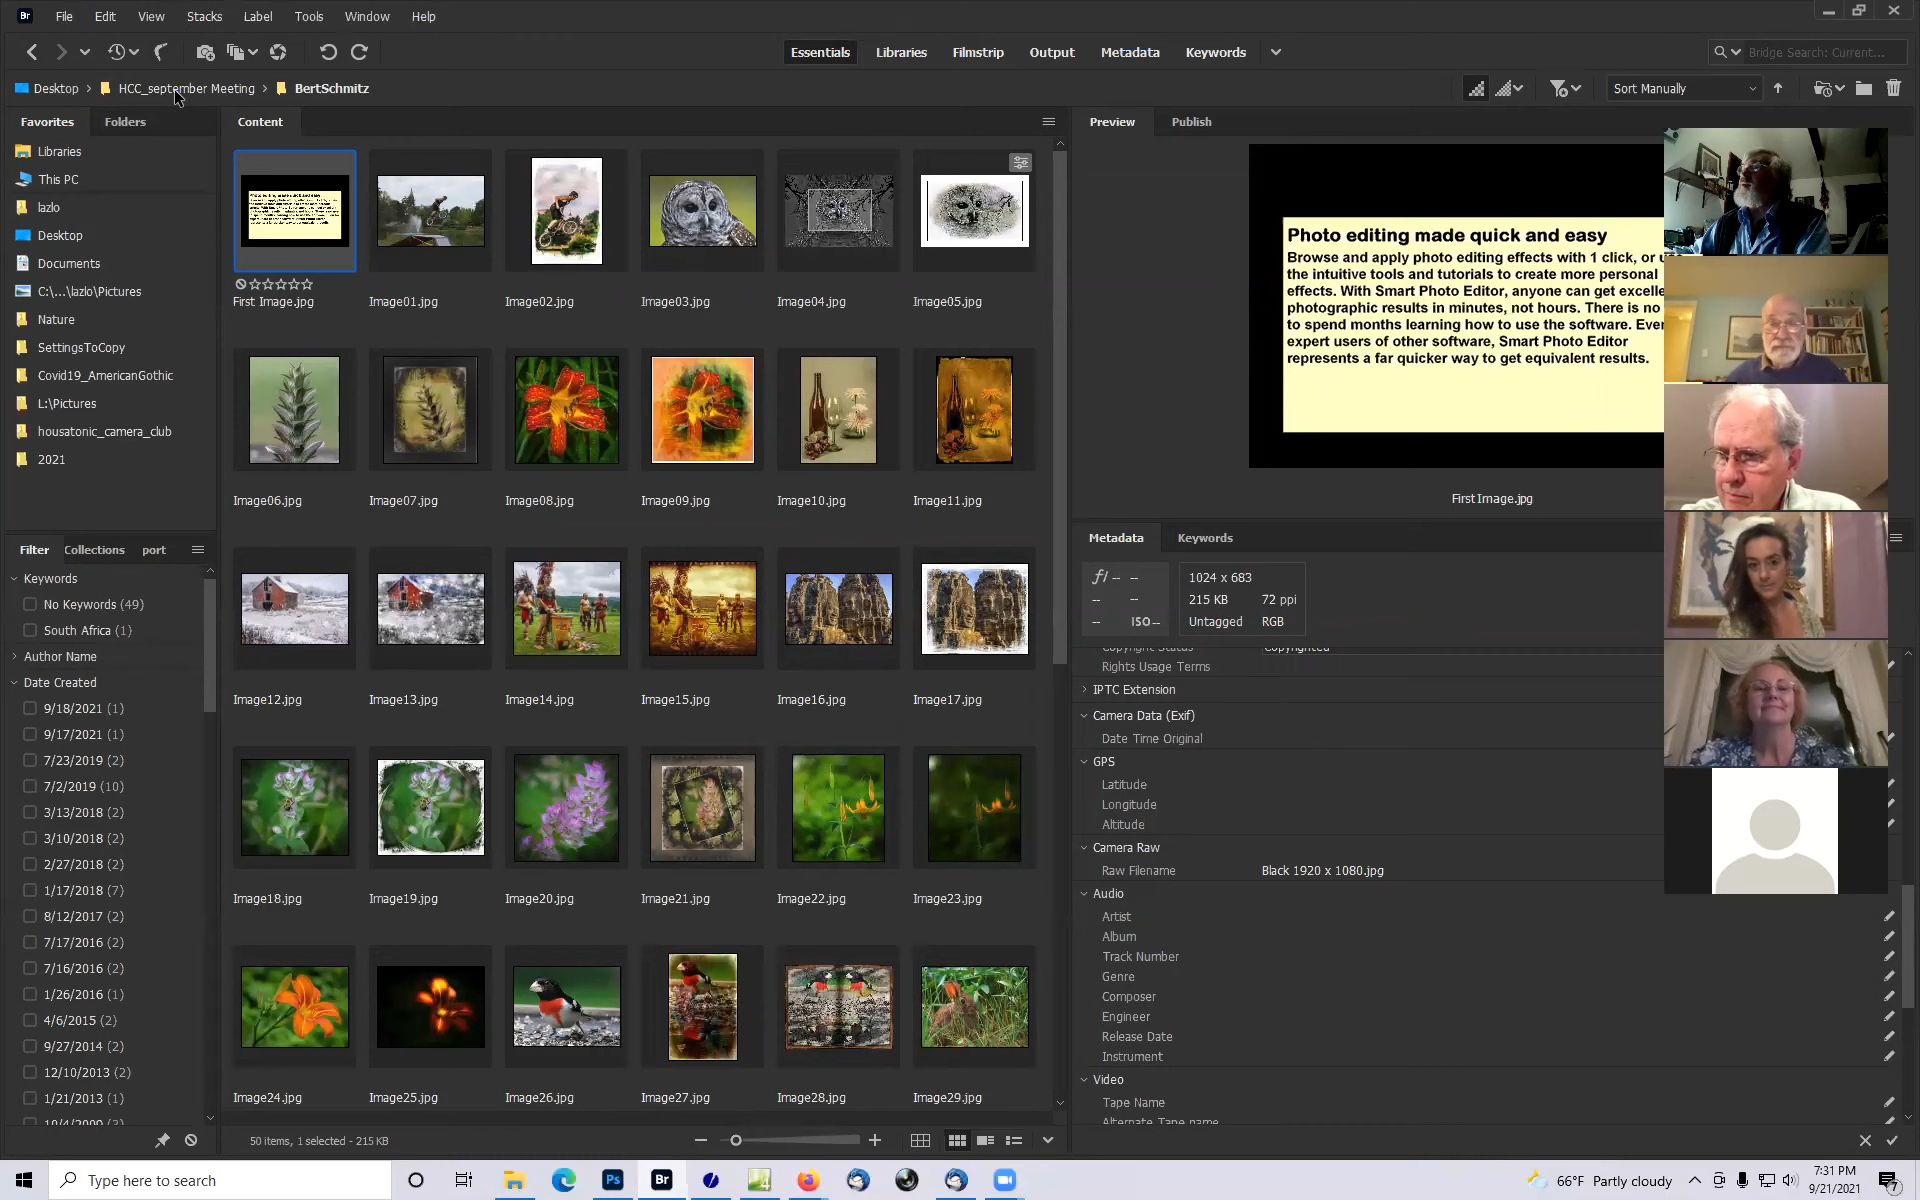 Br File Edit View Stacks Label Tools Window Help
Essentials Libraries Filmstrip Output Metadata Keywords
Bridge Search: Current...
Desktop HCC_september Meeting BertSchmitz
Sort Manually
Favorites Folders
Libraries
This PC
lazlo
Desktop
Documents
C:\...\lazlo\Pictures
Nature
SettingsToCopy
Covid19_AmericanGothic
L:\Pictures
housatonic_camera_club
2021
Filter Collections port
Keywords
No Keywords (49)
South Africa (1)
Author Name
Date Created
9/18/2021 (1)
9/17/2021 (1)
7/23/2019 (2)
7/2/2019 (10)
3/13/2018 (2)
3/10/2018 (2)
2/27/2018 (2)
1/17/2018 (7)
8/12/2017 (2)
7/17/2016 (2)
7/16/2016 (2)
1/26/2016 (1)
4/6/2015 (2)
9/27/2014 (2)
12/10/2013 (2)
1/21/2013 (1)
Content
First Image.jpg Image01.jpg Image02.jpg Image03.jpg Image04.jpg Image05.jpg
Image06.jpg Image07.jpg Image08.jpg Image09.jpg Image10.jpg Image11.jpg
Image12.jpg Image13.jpg Image14.jpg Image15.jpg Image16.jpg Image17.jpg
Image18.jpg Image19.jpg Image20.jpg Image21.jpg Image22.jpg Image23.jpg
Image24.jpg Image25.jpg Image26.jpg Image27.jpg Image28.jpg Image29.jpg
50 items, 1 selected - 215 KB
Preview Publish
Photo editing made quick and easy
Browse and apply photo editing effects with 1 click, or
the intuitive tools and tutorials to create more personal
effects. With Smart Photo Editor, anyone can get
photographic results in minutes, not hours. There is no
to spend months learning how to use the software.
expert users of other software, Smart Photo Editor
represents a far quicker way to get equivalent results.
First Image.jpg
Metadata Keywords
f/ -- --
-- --
-- ISO--
1024 x 683
215 KB 72 ppi
Untagged RGB
Copyright Status Copyrighted
Rights Usage Terms
IPTC Extension
Camera Data (Exif)
Date Time Original
GPS
Latitude
Longitude
Altitude
Camera Raw
Raw Filename Black 1920 x 1080.jpg
Audio
Artist
Album
Track Number
Genre
Composer
Engineer
Release Date
Instrument
Video
Tape Name
Alternate Tape name
Type here to search
Ps Br
66°F Partly cloudy
7:31 PM
9/21/2021
7